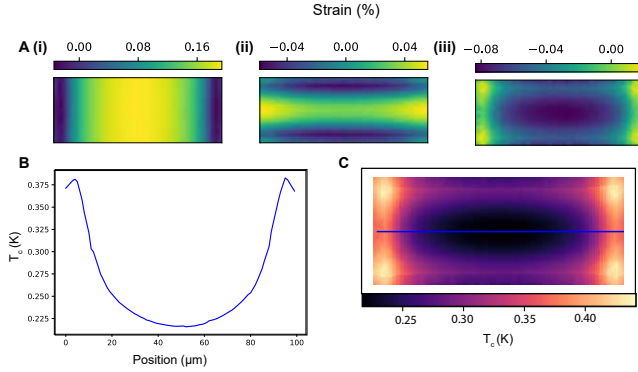 Strain (%)
A (i)
0.00 0.08 0.16
(ii)
−0.04 0.00 0.04
(iii)
−0.08 −0.04 0.00
B
0.375
0.350
0.325
0.300
0.275
0.250
0.225
T_c (K)
0 20 40 60 80 100
Position (µm)
C
0.25 0.30 0.35 0.40
T_c (K)